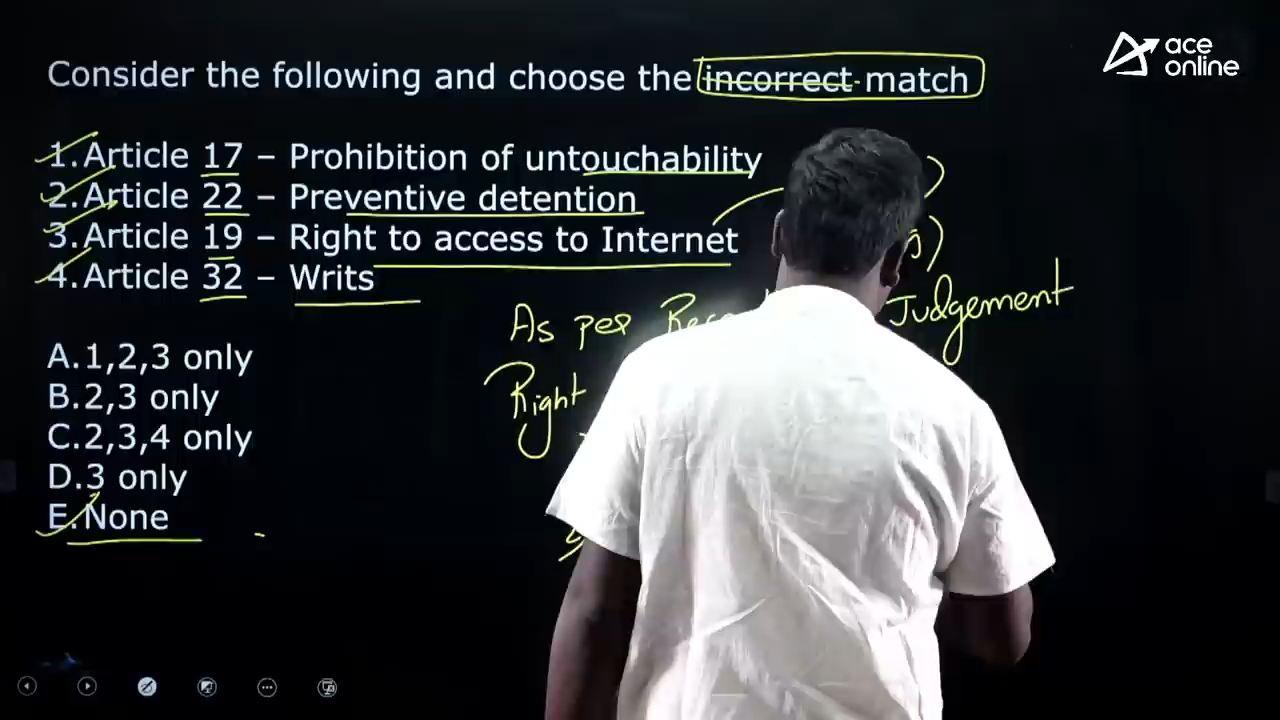 ace
online
Consider the following and choose the incorrect match
1. Article 17 – Prohibition of untouchability
2. Article 22 – Preventive detention
3. Article 19 – Right to access to Internet
4. Article 32 – Writs
As per Judgement
Right
A. 1,2,3 only
B. 2,3 only
C. 2,3,4 only
D. 3 only
E. None